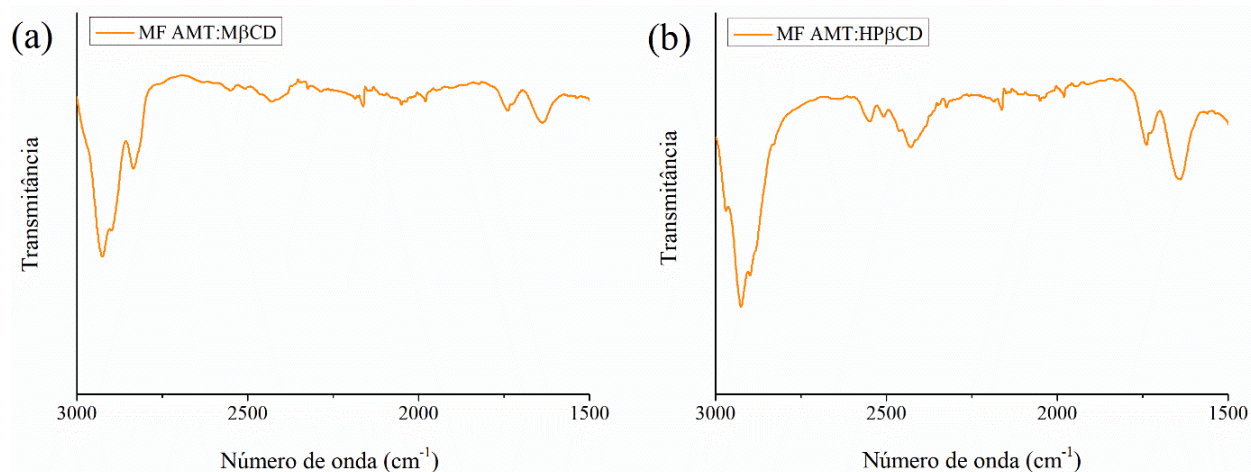 (a)
MF AMT:MβCD
Transmitância
3000
2500
2000
1500
Número de onda (cm⁻¹)
(b)
MF AMT:HPβCD
Transmitância
3000
2500
2000
1500
Número de onda (cm⁻¹)